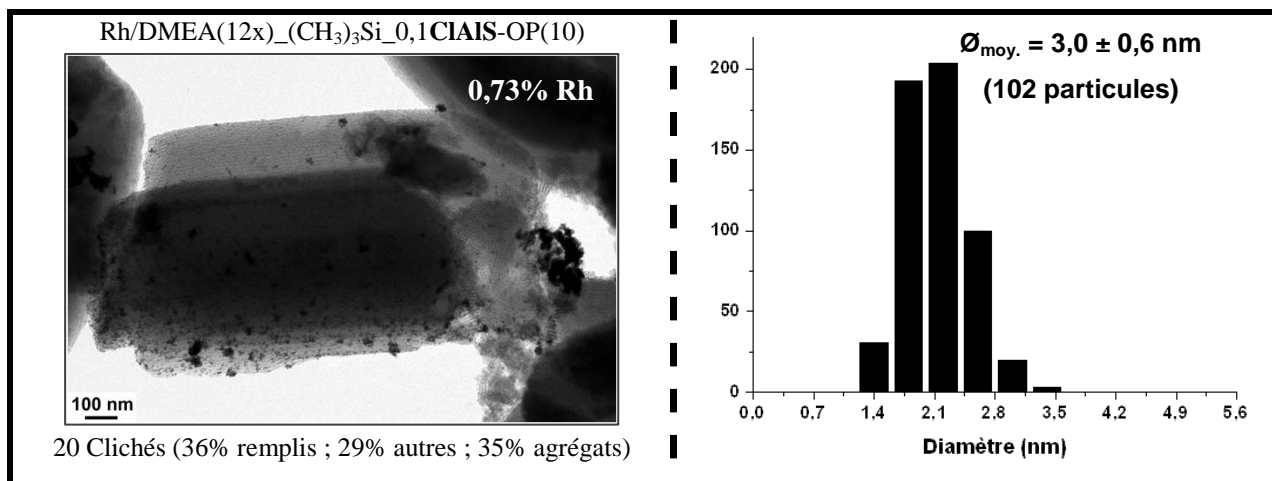 Rh/DMEA(12x)_(CH₃)₃Si_0,1ClAlS-OP(10)
0,73% Rh
100 nm
20 Clichés (36% remplis ; 29% autres ; 35% agrégats)
Ø moy. = 3,0 ± 0,6 nm
(102 particules)
200
150
100
50
0
0,0 0,7 1,4 2,1 2,8 3,5 4,2 4,9 5,6
Diamètre (nm)